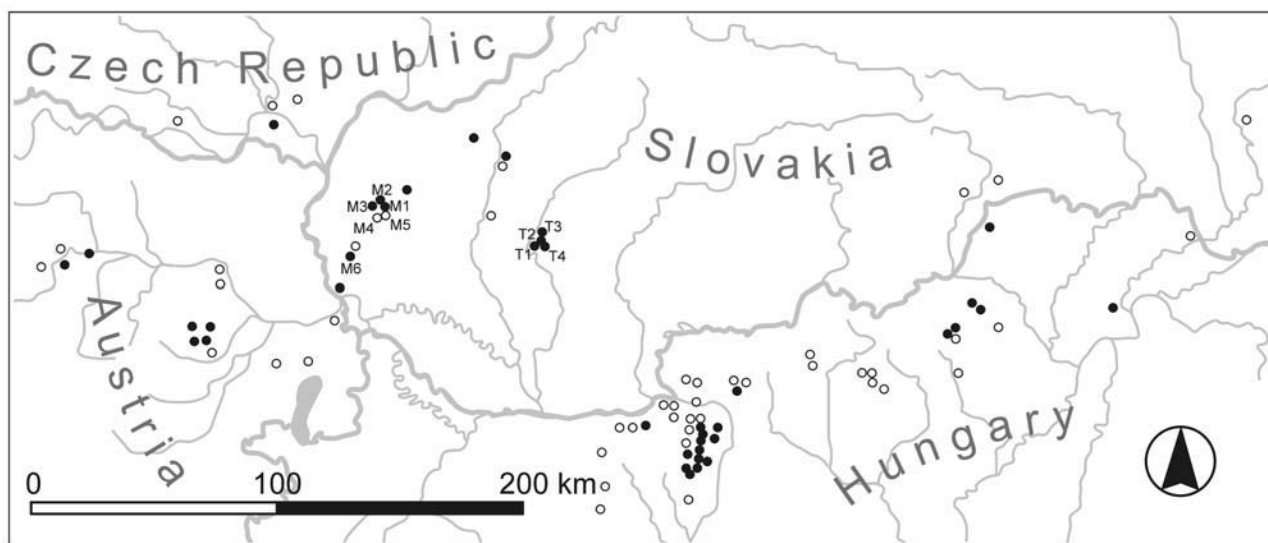 Czech Republic
Slovakia
M2
M3
M1
M4
M5
M6
T3
T2
T1
T4
Austria
Hungary
0
100
200 km